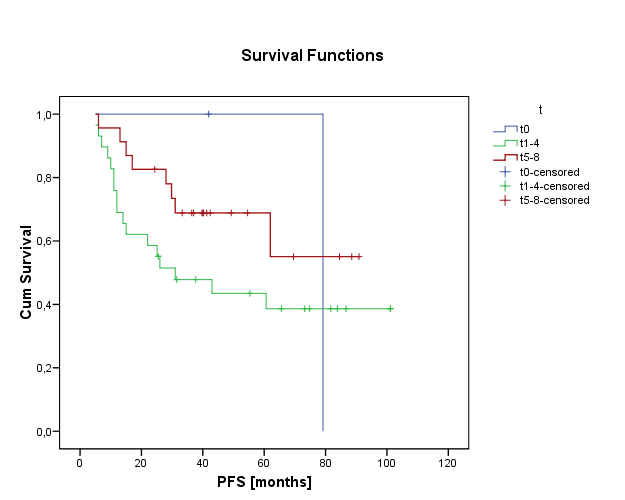 Survival Functions
t
t0
t1-4
t5-8
t0-censored
t1-4-censored
t5-8-censored
Cum Survival
1,0
0,8
0,6
0,4
0,2
0,0
0 20 40 60 80 100 120
PFS [months]